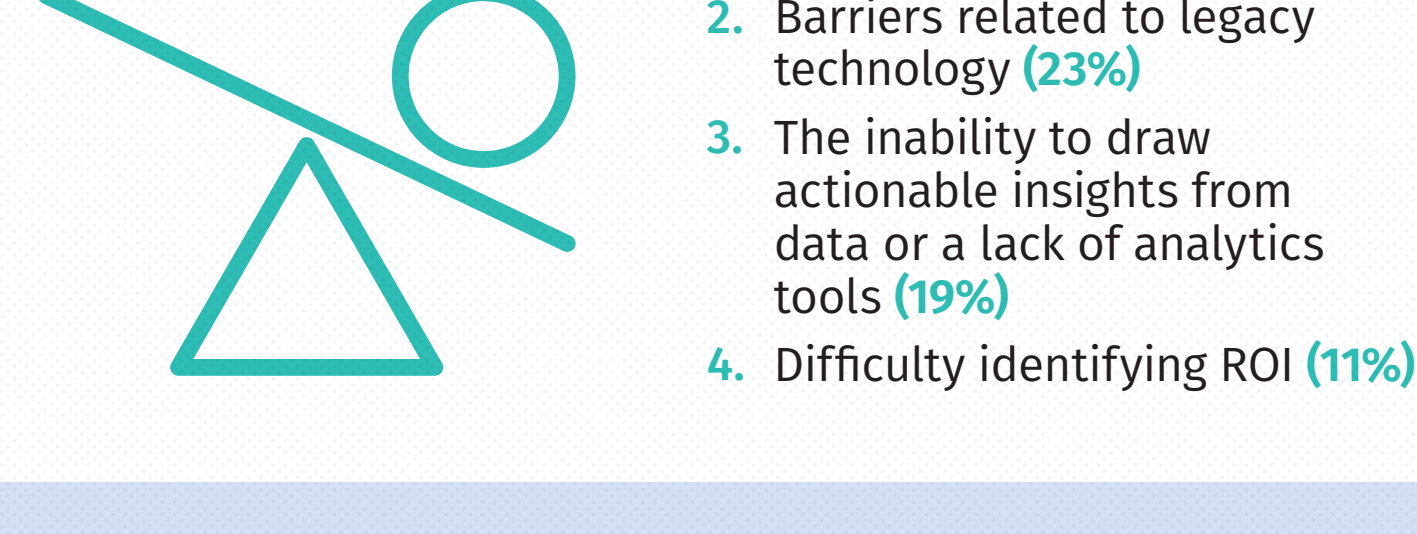 2. Barriers related to legacy
technology (23%)
3. The inability to draw
actionable insights from
data or a lack of analytics
tools (19%)
4. Difficulty identifying ROI (11%)